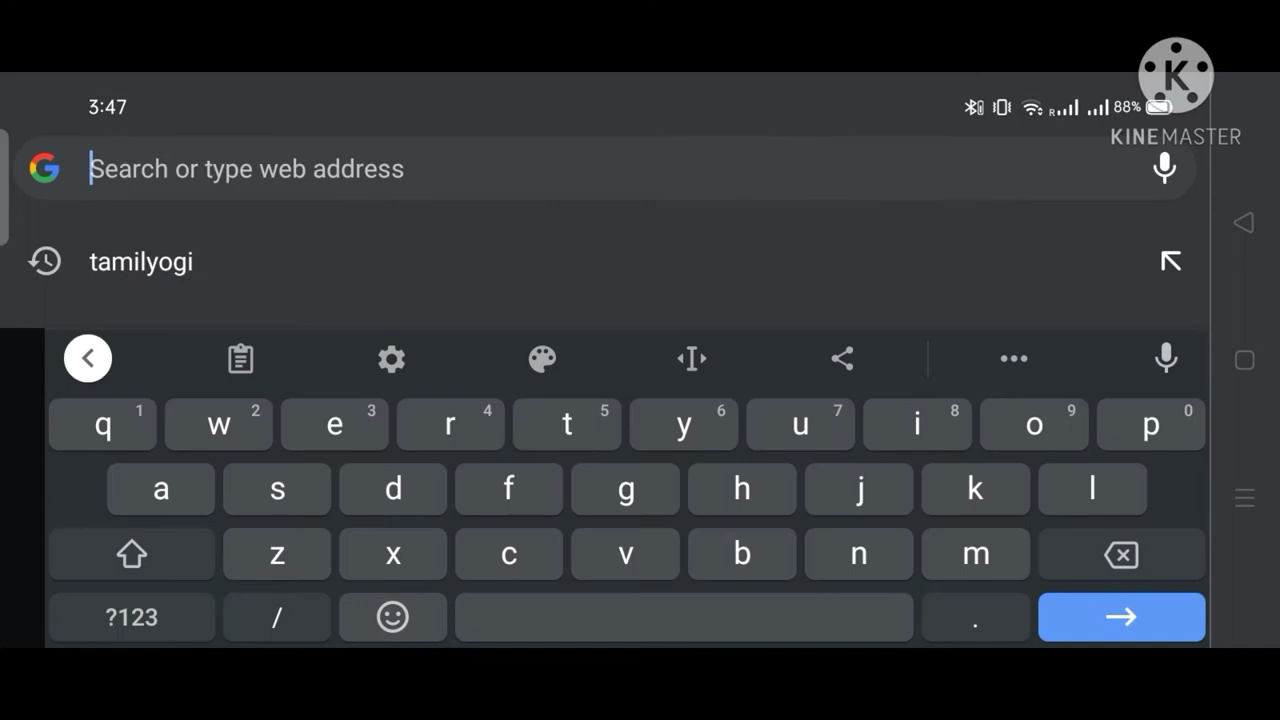 3:47
R 88%
K
KINEMASTER
Search or type web address
tamilyogi
q 1 w 2 e 3 r 4 t 5 y 6 u 7 i 8 o 9 p 0
a s d f g h j k l
z x c v b n m
?123 / .